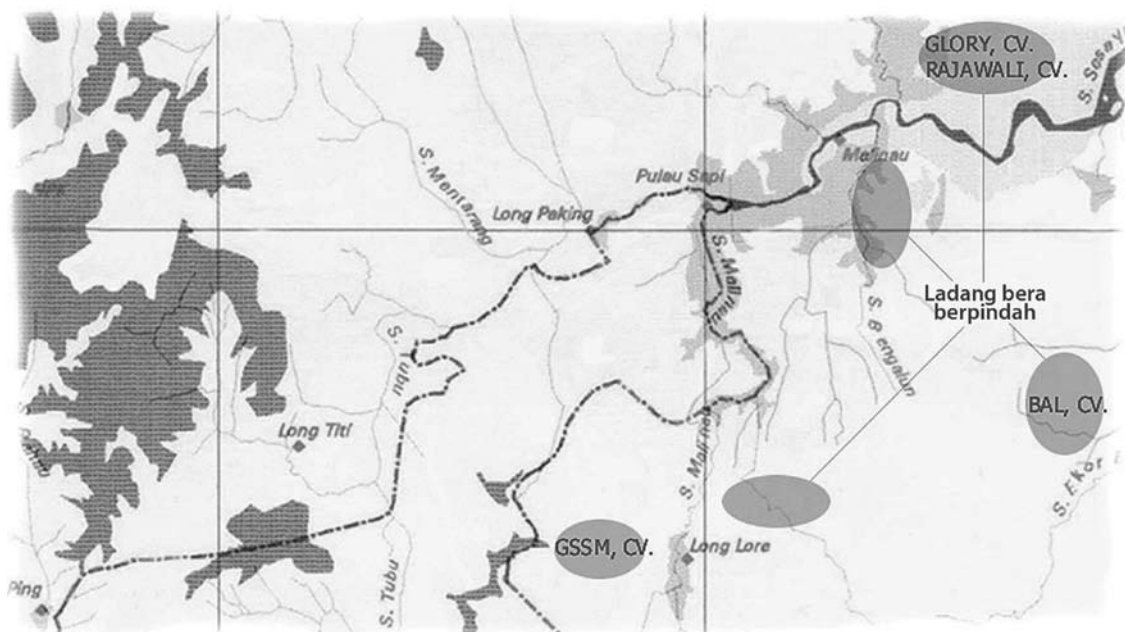 GLORY, CV.
RAJAWALI, CV.
S. Sesaya
Malinau
Pulau Sapi
S. Mentarang
Long Paking
S. Malinau
Ladang bera
berpindah
S. Bengalun
S. Tubu
BAL, CV.
Long Titi
S. Malinau
S. Ekor
GSSM, CV.
Long Lore
S. Tubu
Ping